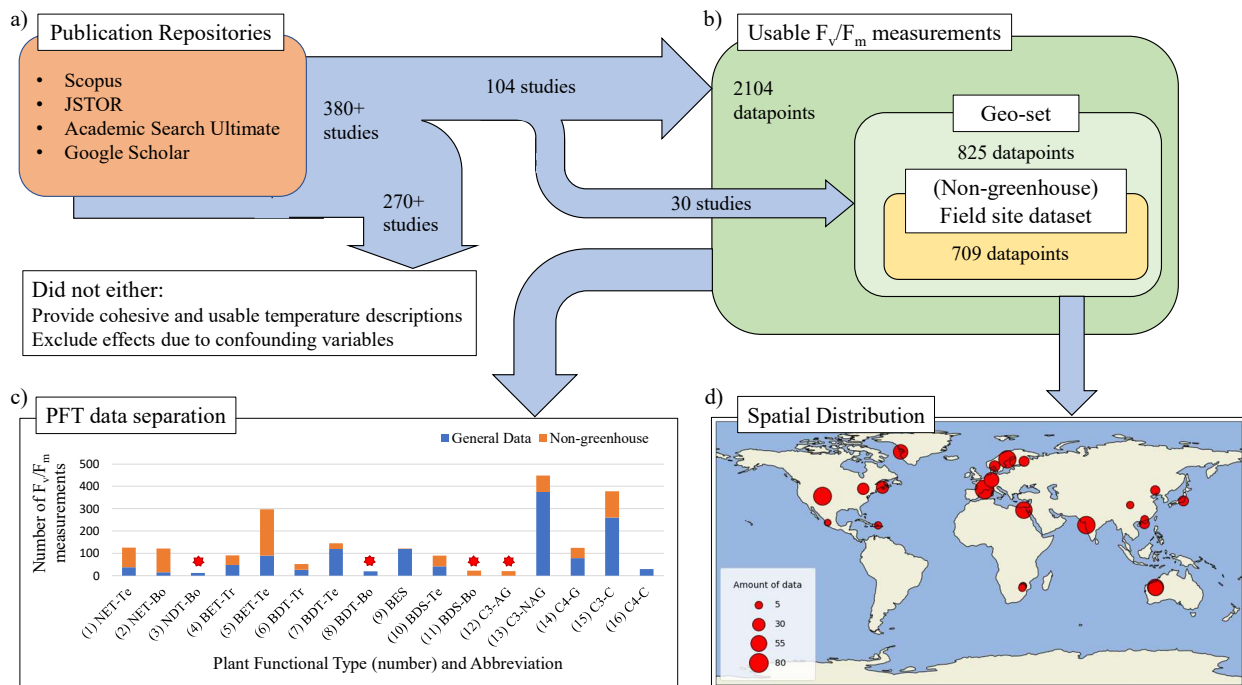 a)
Publication Repositories
• Scopus
• JSTOR
• Academic Search Ultimate
• Google Scholar
380+
studies
104 studies
270+
studies
30 studies
Did not either:
Provide cohesive and usable temperature descriptions
Exclude effects due to confounding variables
b)
Usable Fv/Fm measurements
2104
datapoints
Geo-set
825 datapoints
(Non-greenhouse)
Field site dataset
709 datapoints
c)
PFT data separation
General Data
Non-greenhouse
Number of Fv/Fm
measurements
500
400
300
200
100
0
(1) NET-Te
(2) NET-Bo
(3) NDT-Bo
(4) BET-Tr
(5) BET-Te
(6) BDT-Tr
(7) BDT-Te
(8) BDT-Bo
(9) BES
(10) BDS-Te
(11) BDS-Bo
(12) C3-AG
(13) C3-NAG
(14) C4-G
(15) C3-C
(16) C4-C
Plant Functional Type (number) and Abbreviation
d)
Spatial Distribution
Amount of data
5
30
55
80